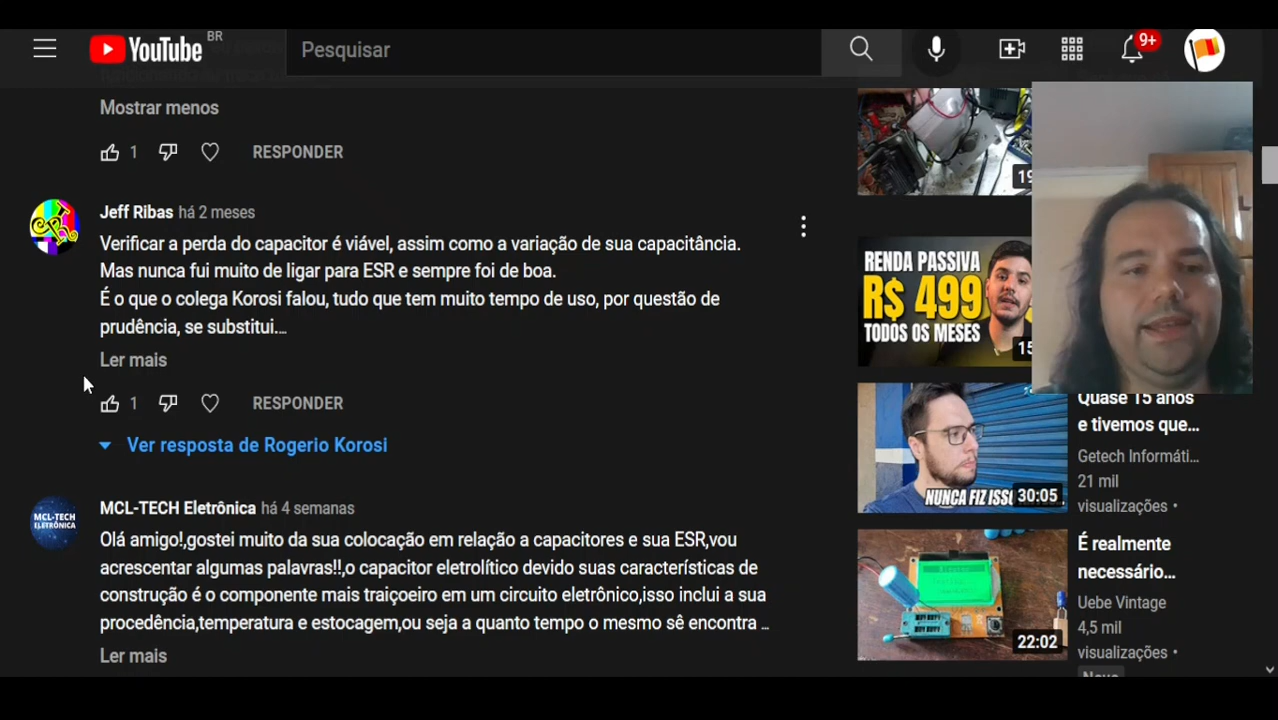 YouTube BR
Pesquisar
9+
Mostrar menos
1
RESPONDER
Jeff Ribas há 2 meses
Verificar a perda do capacitor é viável, assim como a variação de sua capacitância.
Mas nunca fui muito de ligar para ESR e sempre foi de boa.
É o que o colega Korosi falou, tudo que tem muito tempo de uso, por questão de
prudência, se substitui....
Ler mais
1
RESPONDER
Ver resposta de Rogerio Korosi
MCL-TECH
ELETRÔNICA
MCL-TECH Eletrônica há 4 semanas
Olá amigo!,gostei muito da sua colocação em relação a capacitores e sua ESR,vou
acrescentar algumas palavras!!,o capacitor eletrolítico devido suas características de
construção é o componente mais traiçoeiro em um circuito eletrônico,isso inclui a sua
procedência,temperatura e estocagem,ou seja a quanto tempo o mesmo sê encontra ...
Ler mais
19
RENDA PASSIVA
R$ 499
TODOS OS MESES
15
NUNCA FIZ ISSO
30:05
Quase 15 anos
e tivemos que...
Getech Informáti...
21 mil
visualizações •
22:02
É realmente
necessário...
Uebe Vintage
4,5 mil
visualizações •